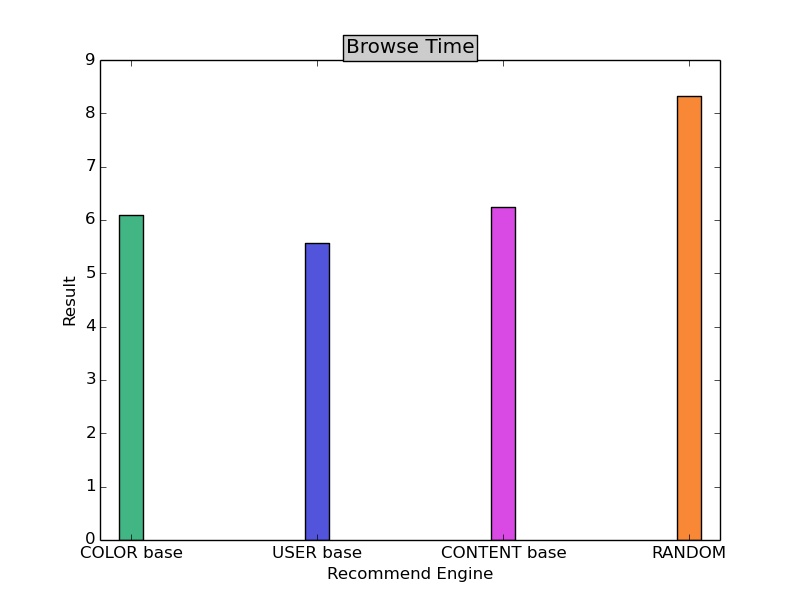 Browse Time
9
8
7
6
5
4
3
2
1
0
Result
COLOR base USER base CONTENT base RANDOM
Recommend Engine